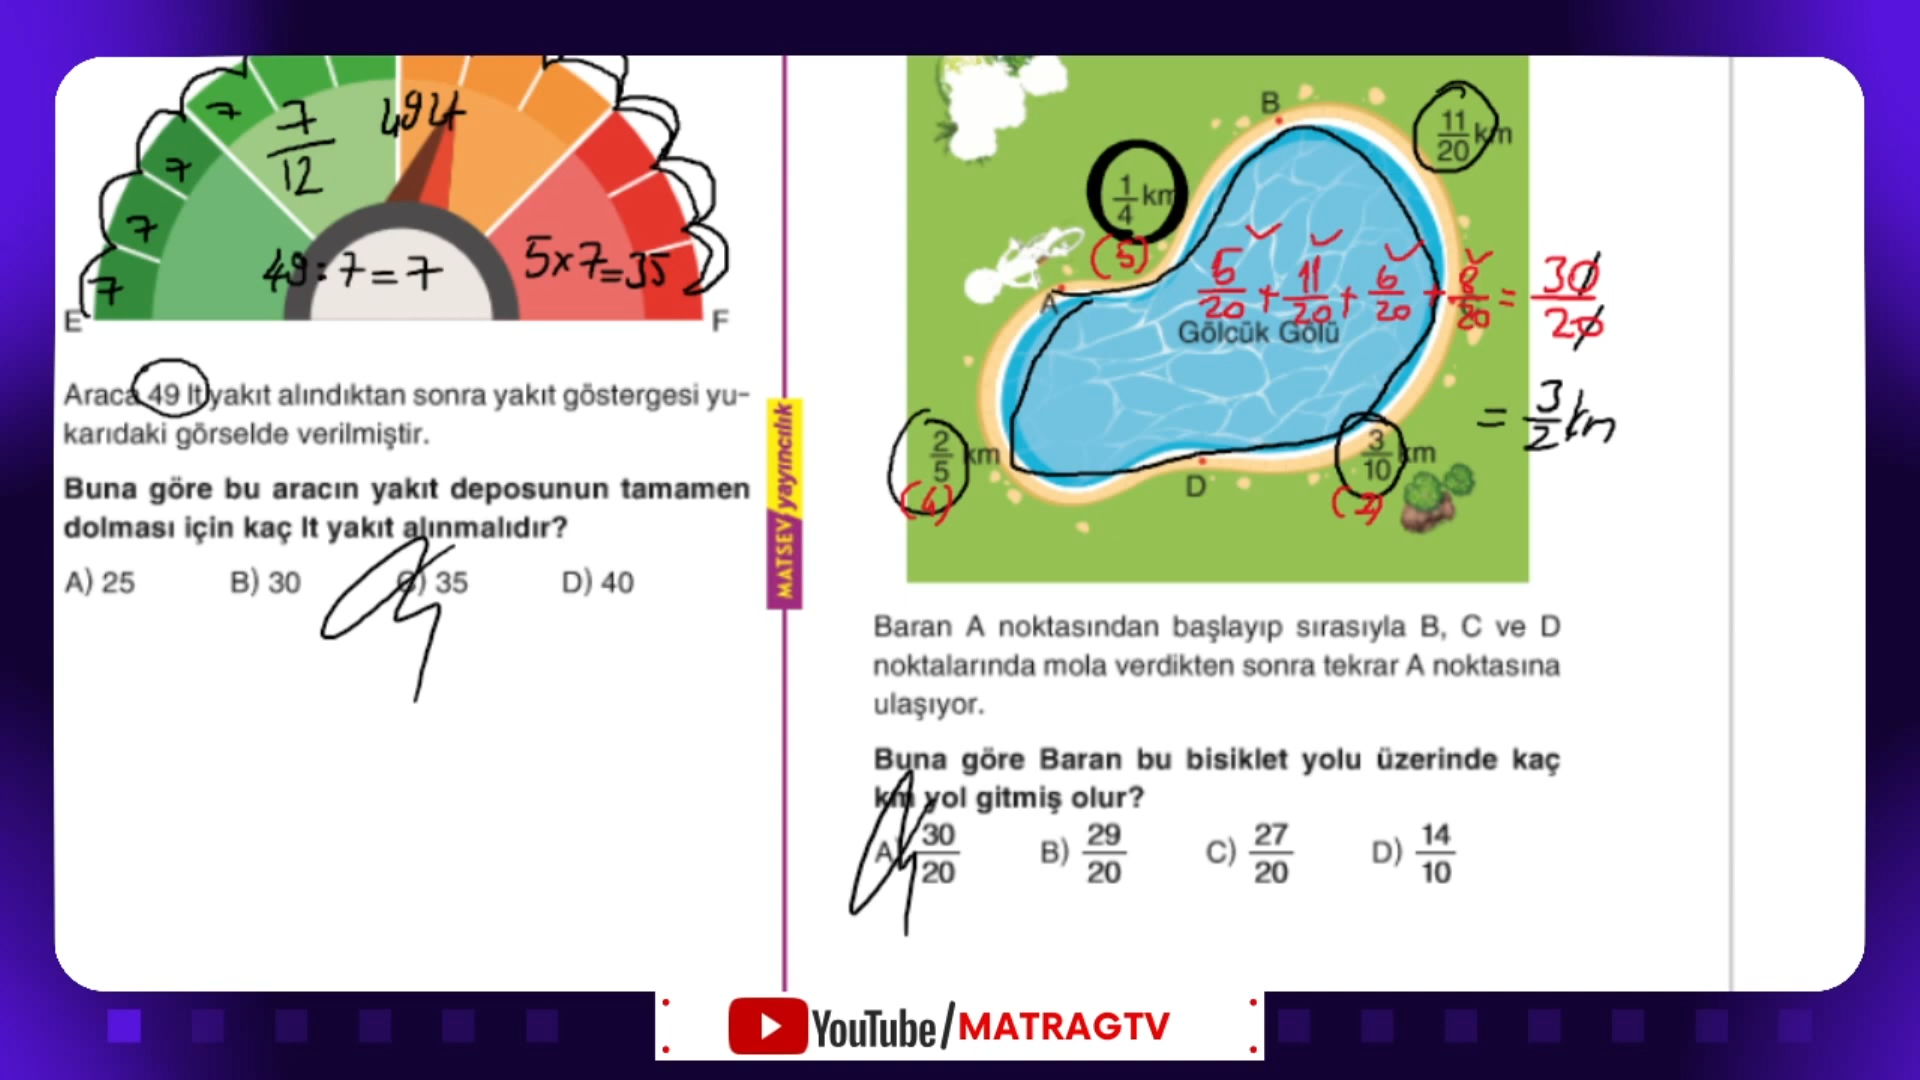 7
7
7
7
7
12
49 lt
49:7=7
5x7=35
E
F
Araca 49 lt yakıt alındıktan sonra yakıt göstergesi yu-
karıdaki görselde verilmiştir.
Buna göre bu aracın yakıt deposunun tamamen
dolması için kaç lt yakıt alınmalıdır?
A) 25 B) 30 C) 35 D) 40
MATSEV yayıncılık
B
11/20 km
1/4 km
(5)
A
5/20 + 11/20 + 6/20 + 8/20 = 30/20
Gölcük Gölü
= 3/2 km
2/5 km
(4)
3/10 km
(2)
D
Baran A noktasından başlayıp sırasıyla B, C ve D
noktalarında mola verdikten sonra tekrar A noktasına
ulaşıyor.
Buna göre Baran bu bisiklet yolu üzerinde kaç
km yol gitmiş olur?
A) 30/20 B) 29/20 C) 27/20 D) 14/10
YouTube/MATRAGTV